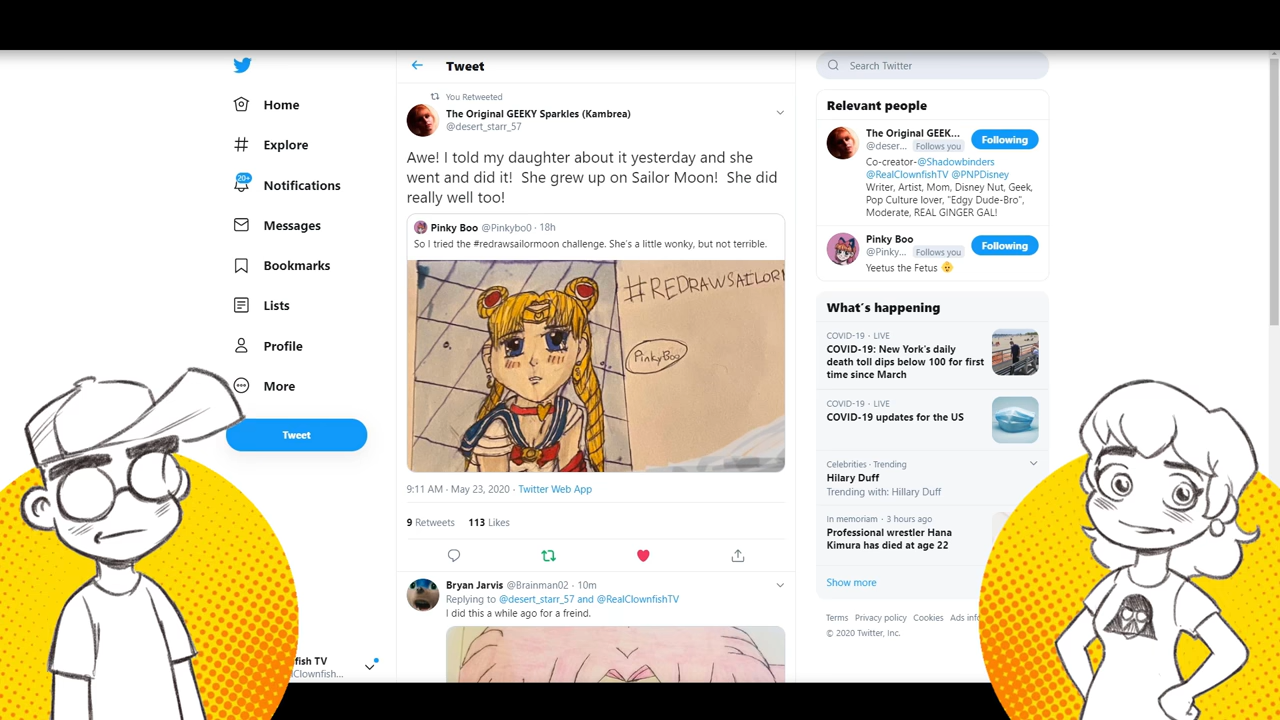 Home
Explore
20+
Notifications
Messages
Bookmarks
Lists
Profile
More
Tweet
fish TV
lClownfish...
Tweet
You Retweeted
The Original GEEKY Sparkles (Kambrea)
@desert_starr_57
Awe! I told my daughter about it yesterday and she
went and did it! She grew up on Sailor Moon! She did
really well too!
Pinky Boo @Pinkybo0 · 18h
So I tried the #redrawsailormoon challenge. She's a little wonky, but not terrible.
#REDRAWSAILORM
PinkyBoo
9:11 AM · May 23, 2020 · Twitter Web App
9 Retweets 113 Likes
Bryan Jarvis @Brainman02 · 10m
Replying to @desert_starr_57 and @RealClownfishTV
I did this a while ago for a freind.
Search Twitter
Relevant people
The Original GEEK...
@deser... Follows you
Following
Co-creator-@Shadowbinders
@RealClownfishTV @PNPDisney
Writer, Artist, Mom, Disney Nut, Geek,
Pop Culture lover, "Edgy Dude-Bro",
Moderate, REAL GINGER GAL!
Pinky Boo
@Pinky... Follows you
Following
Yeetus the Fetus
What's happening
COVID-19 · LIVE
COVID-19: New York's daily
death toll dips below 100 for first
time since March
COVID-19 · LIVE
COVID-19 updates for the US
Celebrities · Trending
Hilary Duff
Trending with: Hillary Duff
In memoriam · 3 hours ago
Professional wrestler Hana
Kimura has died at age 22
Show more
Terms Privacy policy Cookies Ads info
© 2020 Twitter, Inc.